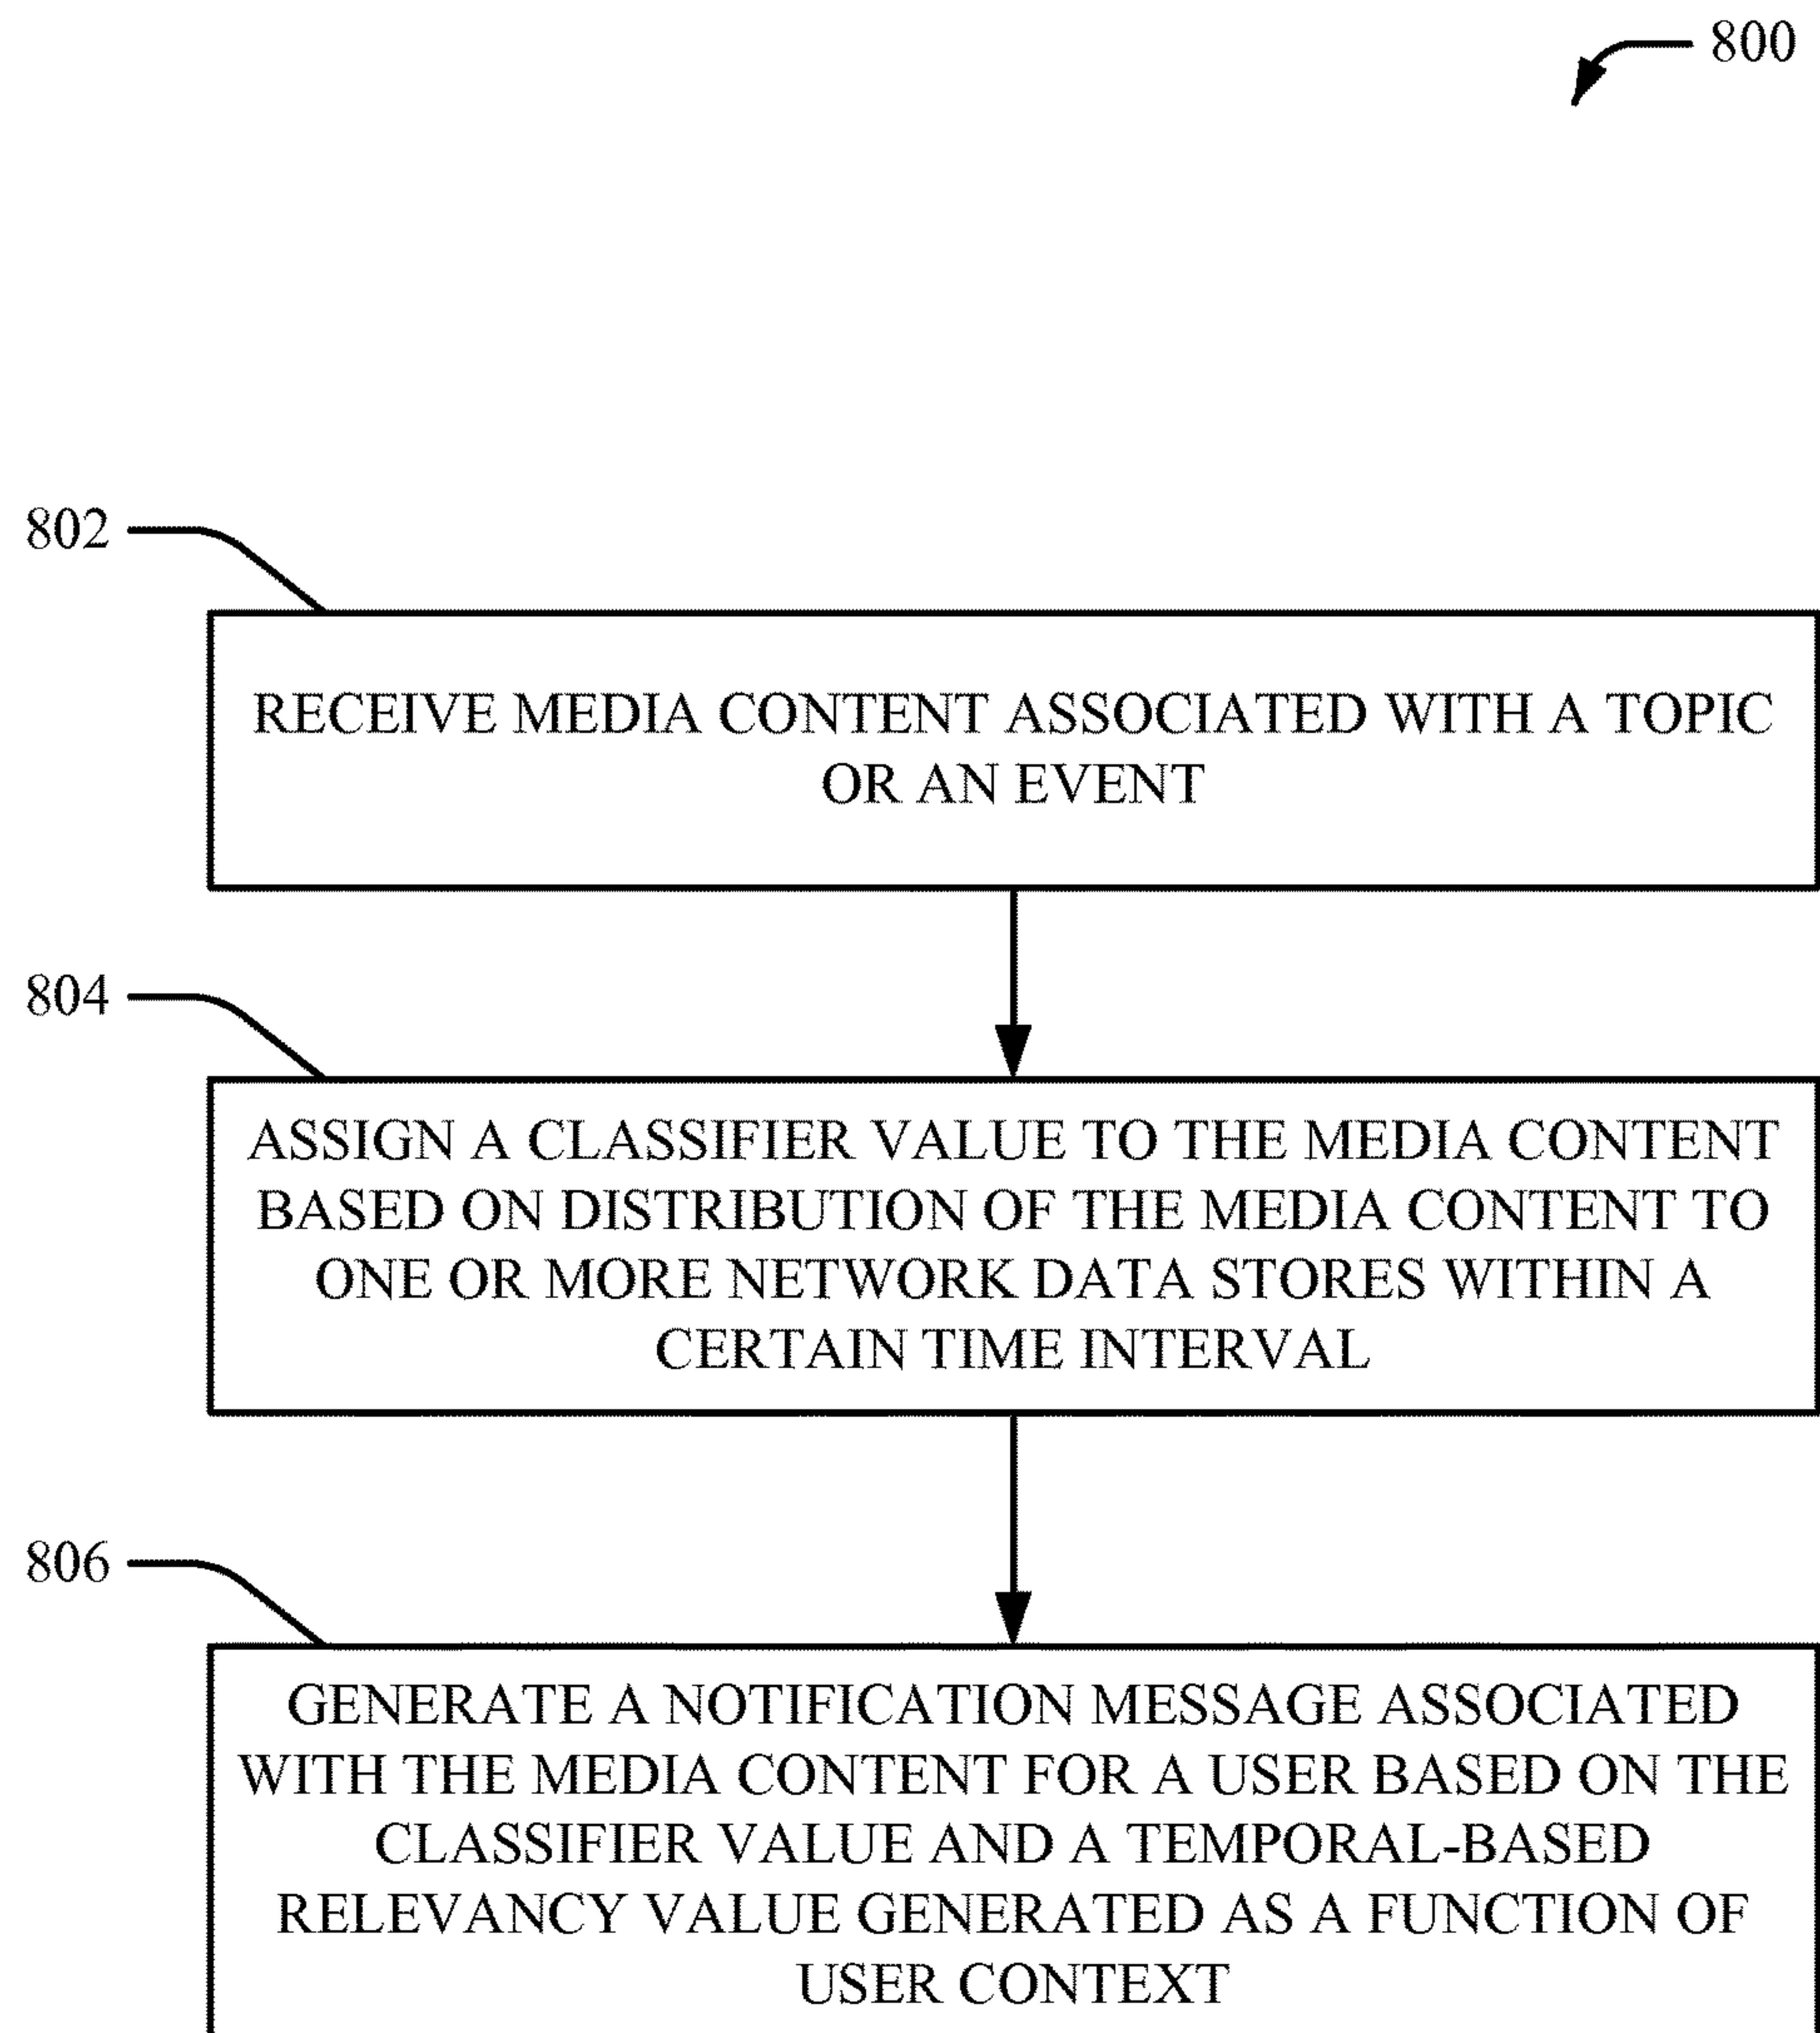 800
802
RECEIVE MEDIA CONTENT ASSOCIATED WITH A TOPIC
OR AN EVENT
804
ASSIGN A CLASSIFIER VALUE TO THE MEDIA CONTENT
BASED ON DISTRIBUTION OF THE MEDIA CONTENT TO
ONE OR MORE NETWORK DATA STORES WITHIN A
CERTAIN TIME INTERVAL
806
GENERATE A NOTIFICATION MESSAGE ASSOCIATED
WITH THE MEDIA CONTENT FOR A USER BASED ON THE
CLASSIFIER VALUE AND A TEMPORAL-BASED
RELEVANCY VALUE GENERATED AS A FUNCTION OF
USER CONTEXT